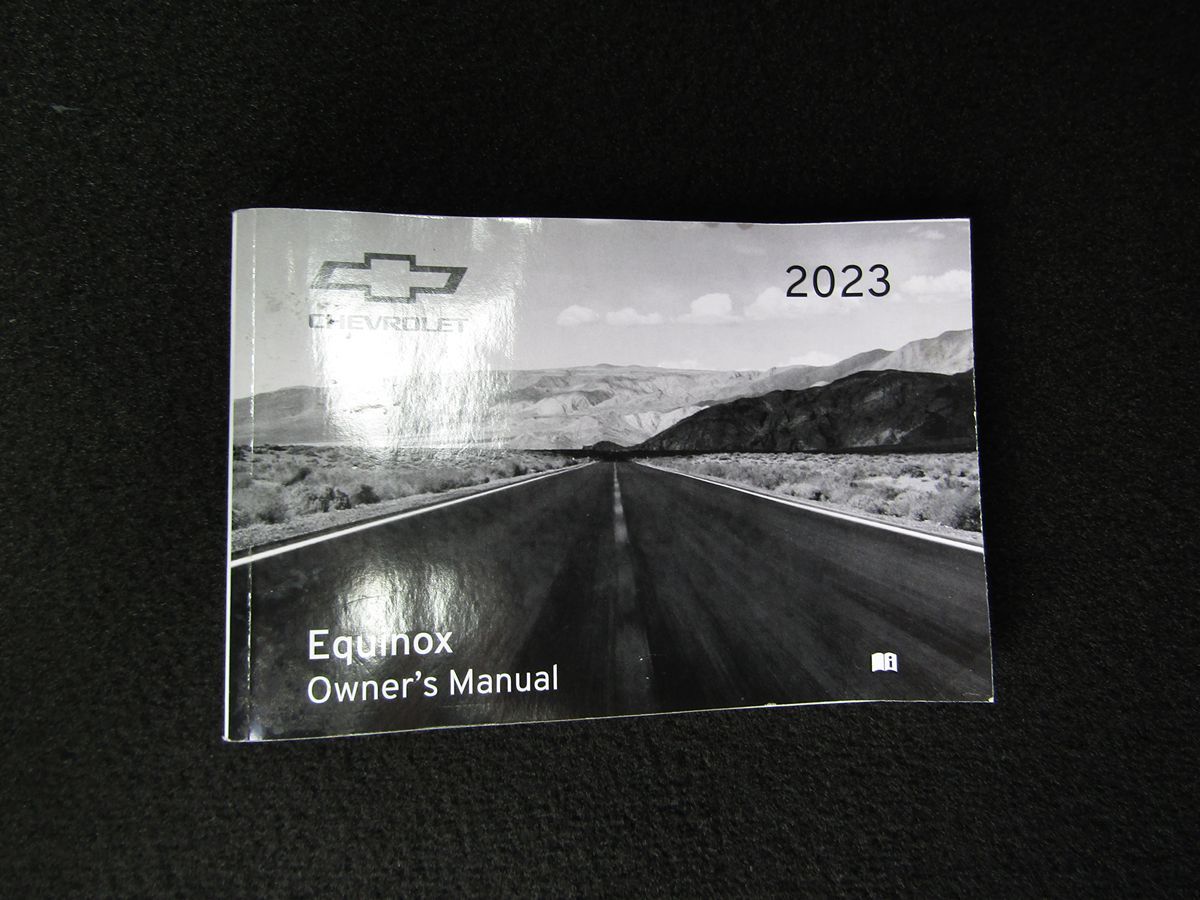 CHEVROLET
2023
Equinox
Owner's Manual